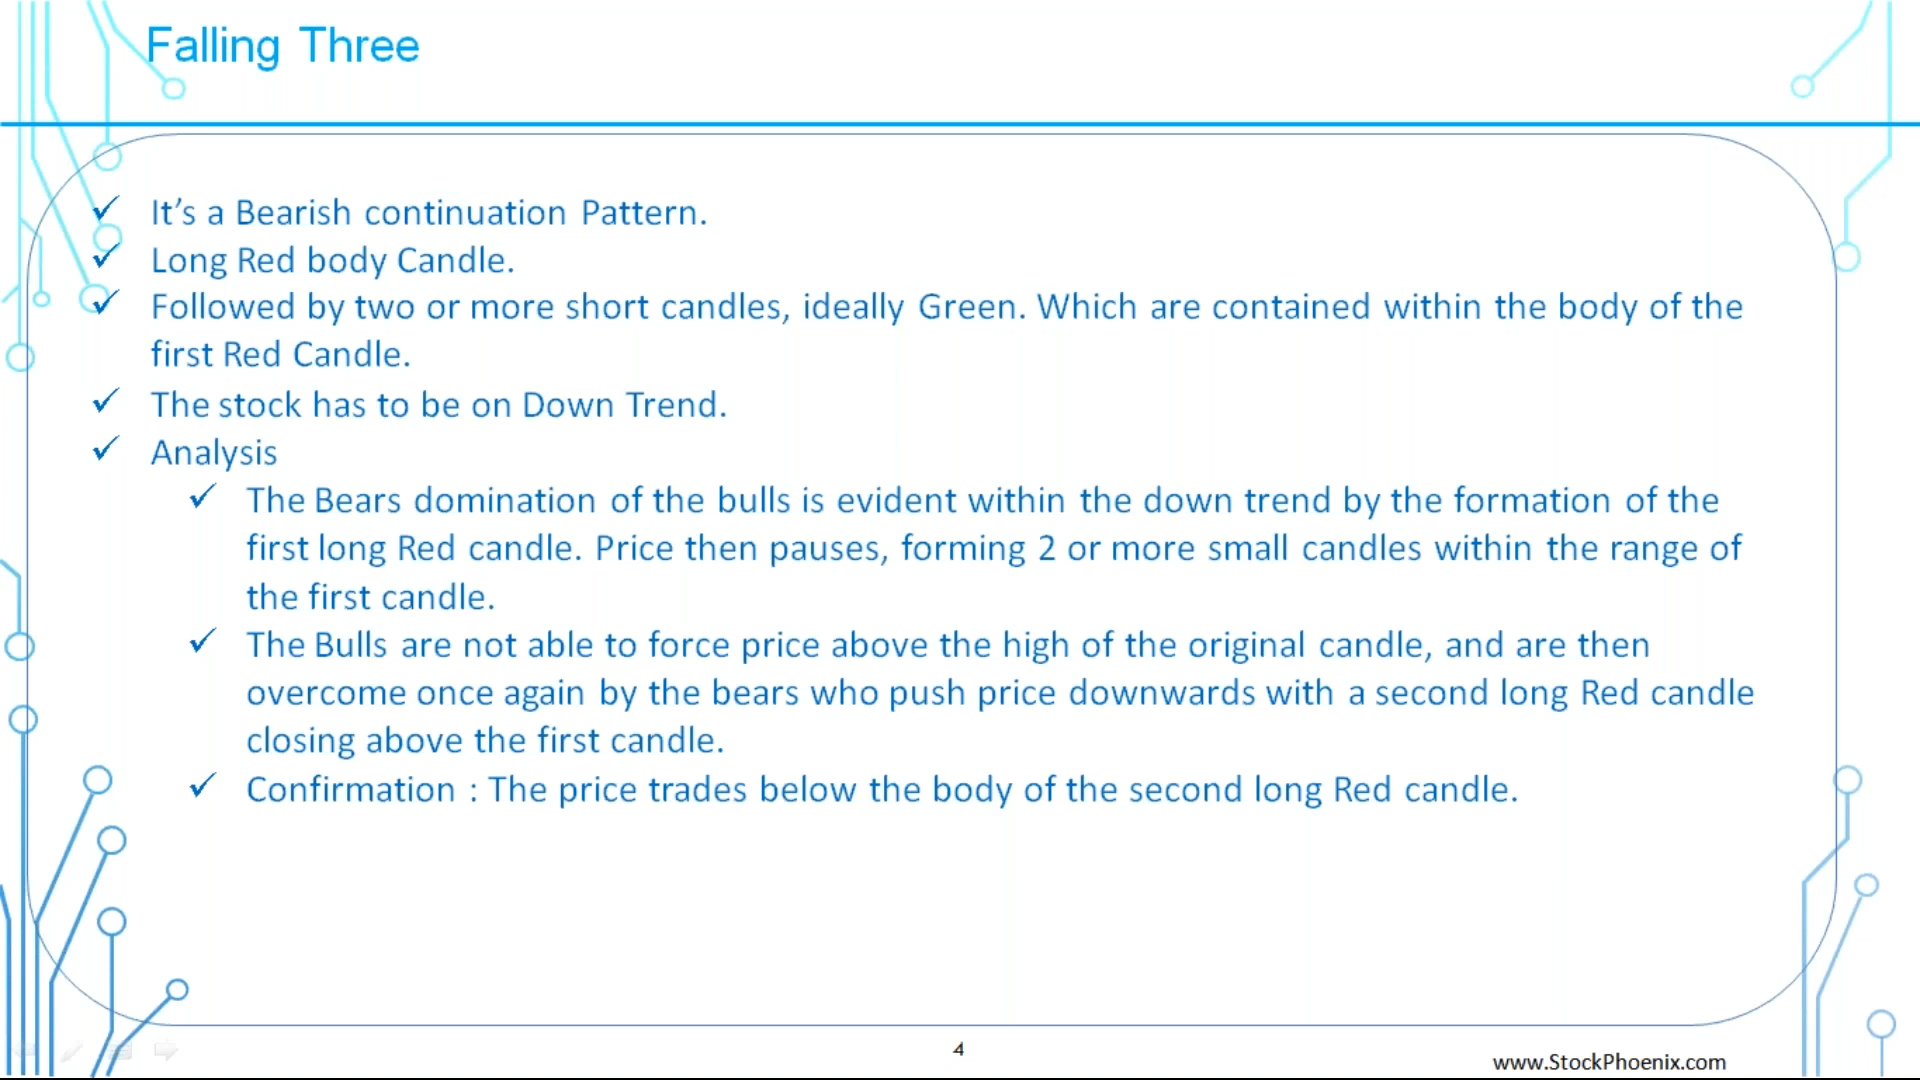 Falling Three
It’s a Bearish continuation Pattern.
Long Red body Candle.
Followed by two or more short candles, ideally Green. Which are contained within the body of the
first Red Candle.
The stock has to be on Down Trend.
Analysis
The Bears domination of the bulls is evident within the down trend by the formation of the
first long Red candle. Price then pauses, forming 2 or more small candles within the range of
the first candle.
The Bulls are not able to force price above the high of the original candle, and are then
overcome once again by the bears who push price downwards with a second long Red candle
closing above the first candle.
Confirmation : The price trades below the body of the second long Red candle.
4
www.StockPhoenix.com